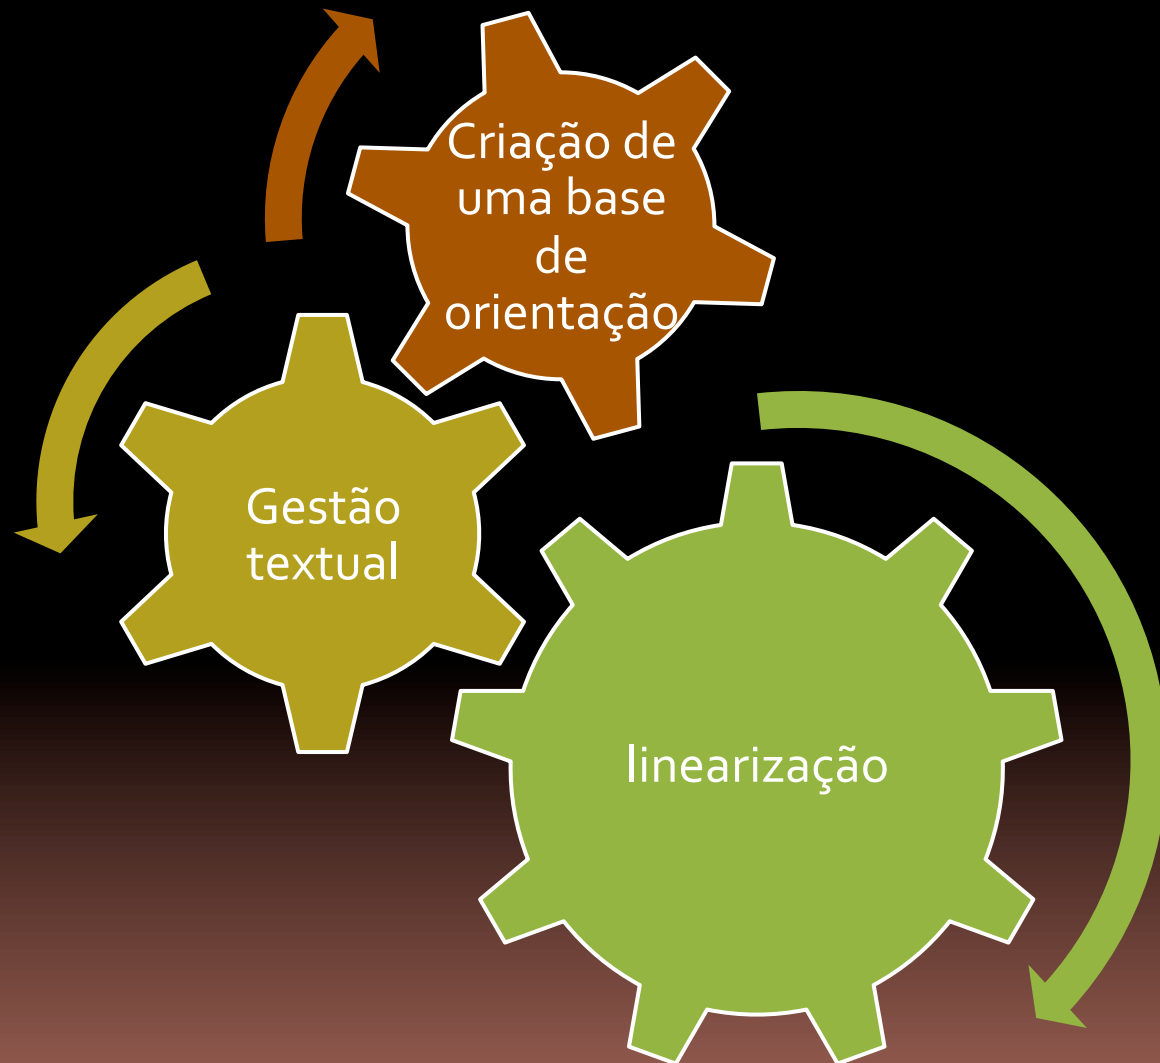 Criação de
uma base
de
orientação
Gestão
textual
linearização